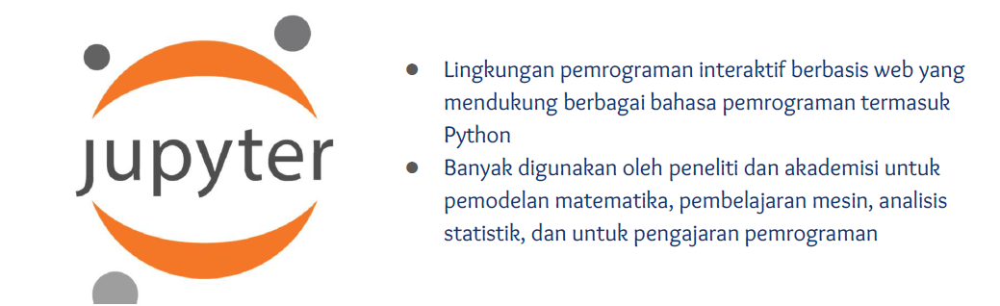 jupyter
● Lingkungan pemrograman interaktif berbasis web yang
mendukung berbagai bahasa pemrograman termasuk
Python
● Banyak digunakan oleh peneliti dan akademisi untuk
pemodelan matematika, pembelajaran mesin, analisis
statistik, dan untuk pengajaran pemrograman